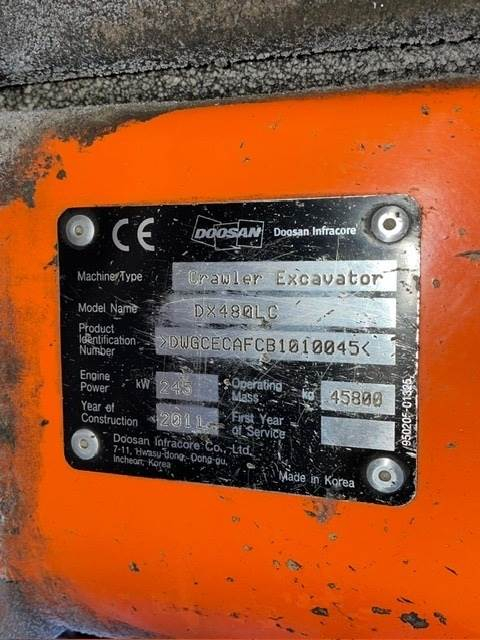 CE
DOOSAN Doosan Infracore
Machine Type Crawler Excavator
Model Name DX480LC
Product Identification Number >DWGCECAFCB1010045<
Engine Power kW 245 Operating Mass kg 45800
Year of Construction 2011 First Year of Service
Doosan Infracore Co., Ltd.
7-11, Hwasu-dong, Dong-gu,
Incheon, Korea
Made in Korea